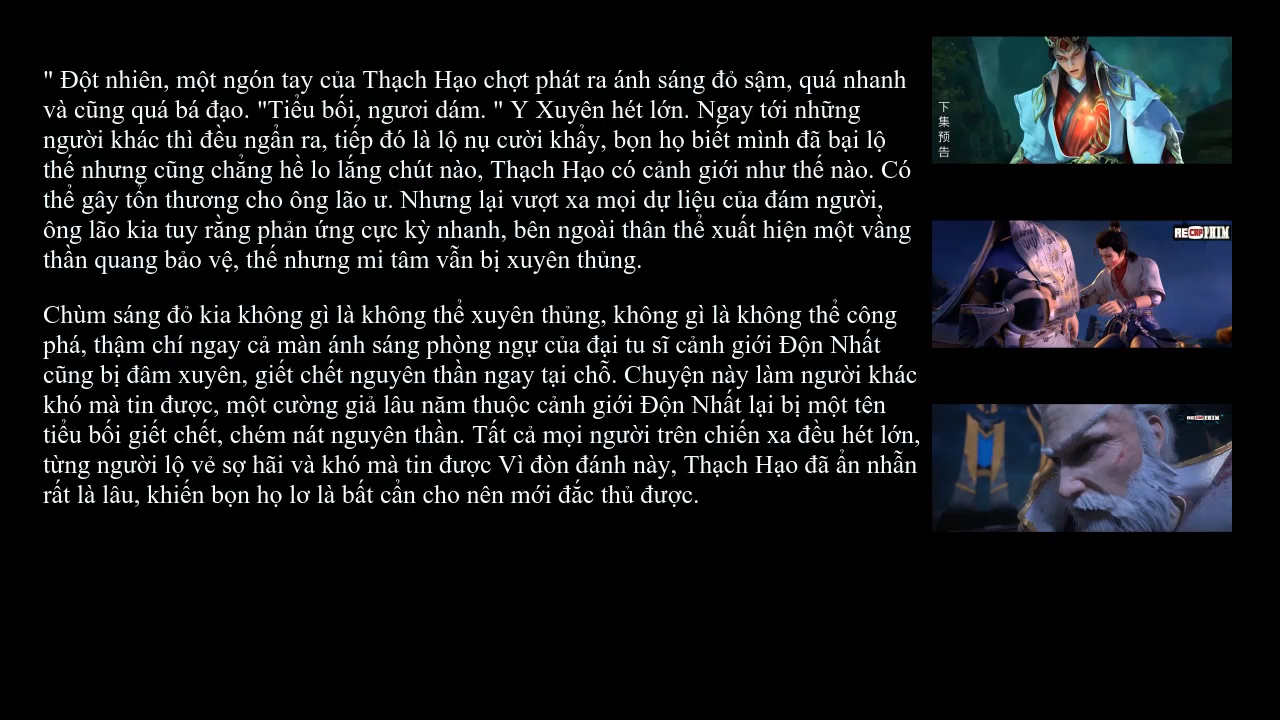 " Đột nhiên, một ngón tay của Thạch Hạo chợt phát ra ánh sáng đỏ sậm, quá nhanh
và cũng quá bá đạo. "Tiểu bối, ngươi dám. " Y Xuyên hét lớn. Ngay tới những
người khác thì đều ngẩn ra, tiếp đó là lộ nụ cười khẩy, bọn họ biết mình đã bại lộ
thế nhưng cũng chẳng hề lo lắng chút nào, Thạch Hạo có cảnh giới như thế nào. Có
thể gây tổn thương cho ông lão ư. Nhưng lại vượt xa mọi dự liệu của đám người,
ông lão kia tuy rằng phản ứng cực kỳ nhanh, bên ngoài thân thể xuất hiện một vầng
thần quang bảo vệ, thế nhưng mi tâm vẫn bị xuyên thủng.
Chùm sáng đỏ kia không gì là không thể xuyên thủng, không gì là không thể công
phá, thậm chí ngay cả màn ánh sáng phòng ngự của đại tu sĩ cảnh giới Độn Nhất
cũng bị đâm xuyên, giết chết nguyên thần ngay tại chỗ. Chuyện này làm người khác
khó mà tin được, một cường giả lâu năm thuộc cảnh giới Độn Nhất lại bị một tên
tiểu bối giết chết, chém nát nguyên thần. Tất cả mọi người trên chiến xa đều hét lớn,
từng người lộ vẻ sợ hãi và khó mà tin được Vì đòn đánh này, Thạch Hạo đã ẩn nhẫn
rất là lâu, khiến bọn họ lơ là bất cẩn cho nên mới đắc thủ được.
下集预告
RECAP PHIM
RECAP PHIM